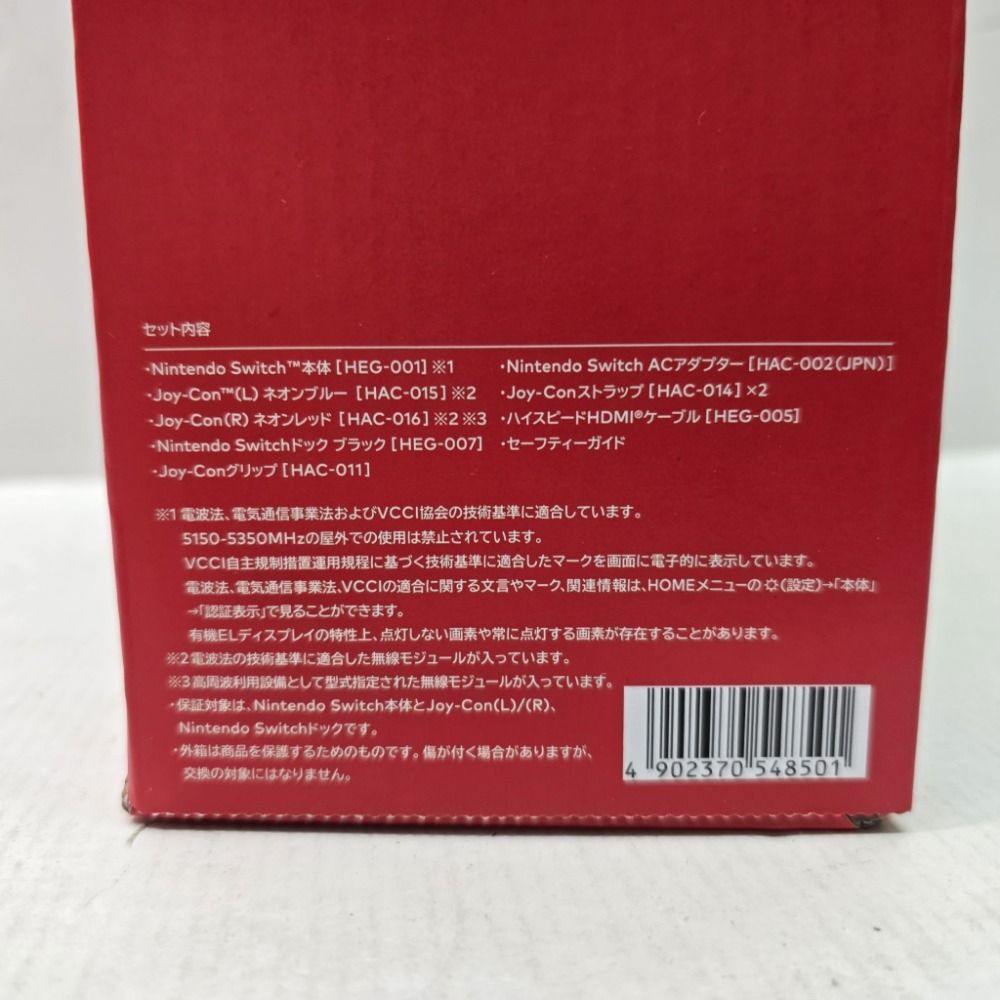 セット内容
・Nintendo Switch™本体[HEG-001]※1
・Joy-Con™(L) ネオンブルー [HAC-015]※2
・Joy-Con(R) ネオンレッド [HAC-016]※2※3
・Nintendo Switchドック ブラック[HEG-007]
・Joy-Conグリップ[HAC-011]
・Nintendo Switch ACアダプター[HAC-002(JPN)]
・Joy-Conストラップ[HAC-014]×2
・ハイスピードHDMI®ケーブル[HEG-005]
・セーフティーガイド
※1 電波法、電気通信事業法およびVCCI協会の技術基準に適合しています。
5150-5350MHzの屋外での使用は禁止されています。
VCCI自主規制措置運用規程に基づく技術基準に適合したマークを画面に電子的に表示しています。
電波法、電気通信事業法、VCCIの適合に関する文言やマーク、関連情報は、HOMEメニューの(設定)→「本体」
→「認証表示」で見ることができます。
有機ELディスプレイの特性上、点灯しない画素や常に点灯する画素が存在することがあります。
※2 電波法の技術基準に適合した無線モジュールが入っています。
※3 高周波利用設備として型式指定された無線モジュールが入っています。
・保証対象は、Nintendo Switch本体とJoy-Con(L)/(R)、
Nintendo Switchドックです。
・外箱は商品を保護するためのものです。傷が付く場合がありますが、
交換の対象にはなりません。
4 902370 548501